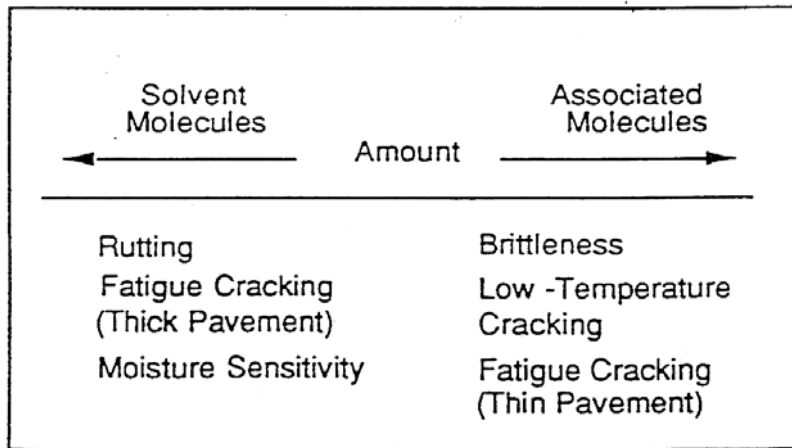 Solvent
Molecules
Amount
Associated
Molecules
Rutting
Fatigue Cracking
(Thick Pavement)
Moisture Sensitivity
Brittleness
Low -Temperature
Cracking
Fatigue Cracking
(Thin Pavement)